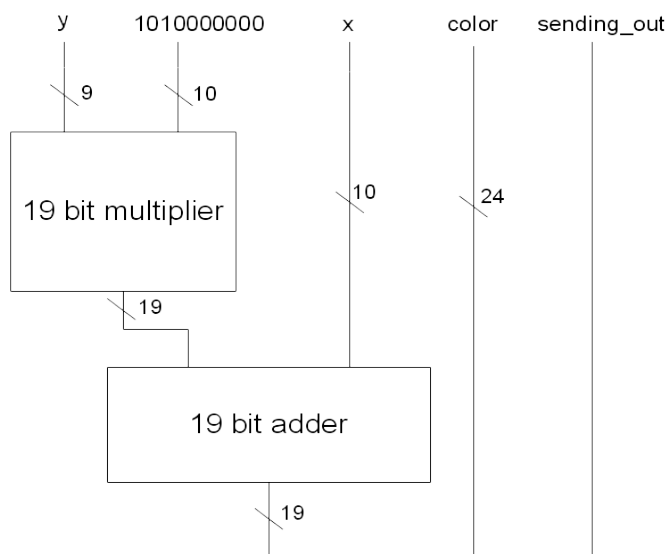 y 1010000000 x color sending_out
9 10
10 24
19 bit multiplier
19
19 bit adder
19